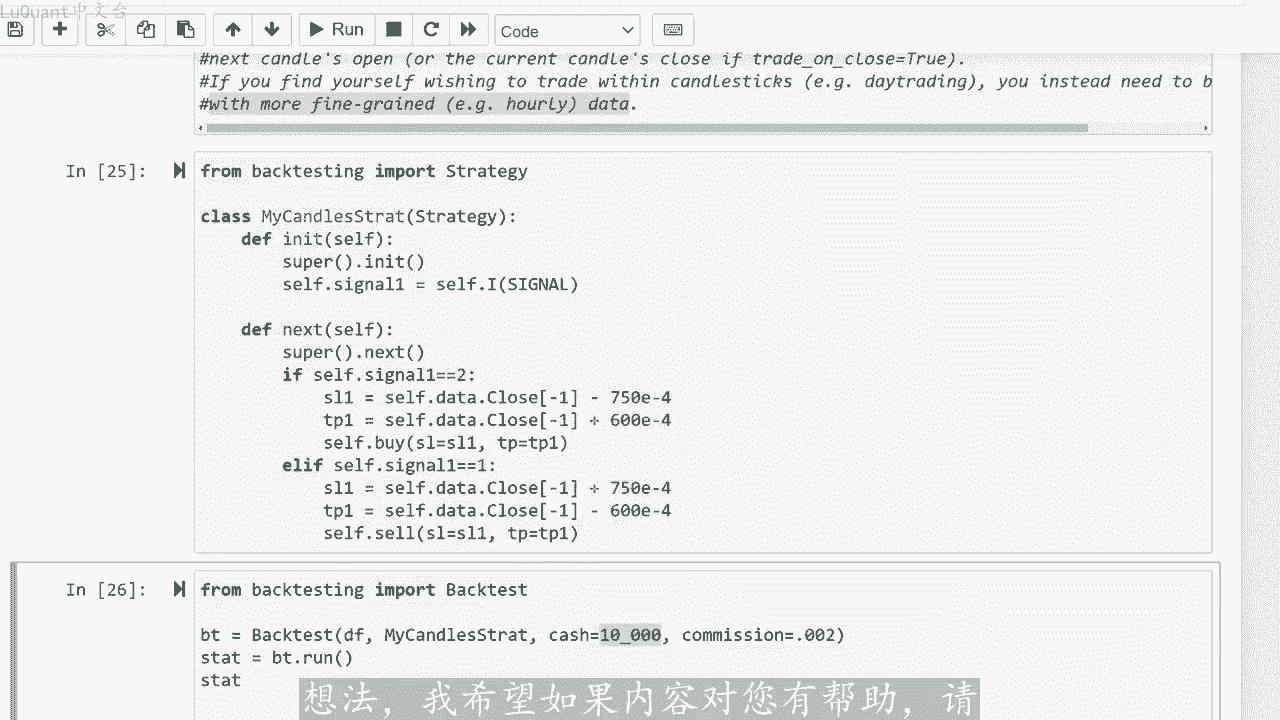 LuQuant中文台
Run
Code
#next candle's open (or the current candle's close if trade_on_close=True).
#If you find yourself wishing to trade within candlesticks (e.g. daytrading), you instead need to b
#with more fine-grained (e.g. hourly) data.
In [25]:
from backtesting import Strategy
class MyCandlesStrat(Strategy):
def init(self):
super().init()
self.signal1 = self.I(SIGNAL)
def next(self):
super().next()
if self.signal1==2:
sl1 = self.data.Close[-1] - 750e-4
tp1 = self.data.Close[-1] + 600e-4
self.buy(sl=sl1, tp=tp1)
elif self.signal1==1:
sl1 = self.data.Close[-1] + 750e-4
tp1 = self.data.Close[-1] - 600e-4
self.sell(sl=sl1, tp=tp1)
In [26]:
from backtesting import Backtest
bt = Backtest(df, MyCandlesStrat, cash=10_000, commission=.002)
stat = bt.run()
stat
想法，我希望如果内容对您有帮助，请